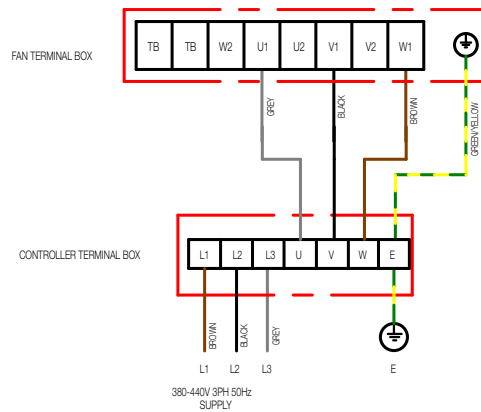 FAN TERMINAL BOX
TB TB W2 U1 U2 V1 V2 W1
GREY
BLACK
BROWN
GREEN/YELLOW
CONTROLLER TERMINAL BOX
L1 L2 L3 U V W E
BROWN
BLACK
GREY
L1 L2 L3 E
380-440V 3PH 50Hz
SUPPLY